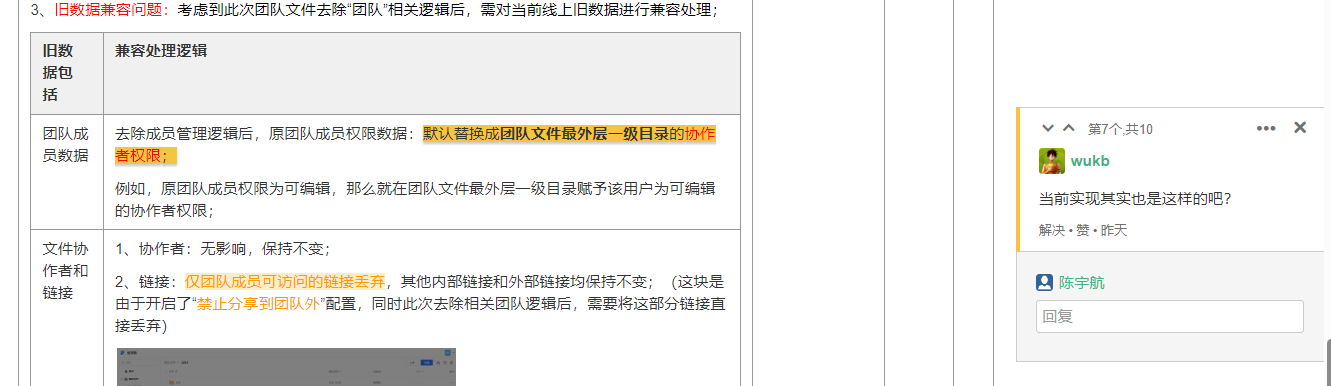 3、旧数据兼容问题：考虑到此次团队文件去除“团队”相关逻辑后，需对当前线上旧数据进行兼容处理；
旧数
据包
括
兼容处理逻辑
团队成
员数据
去除成员管理逻辑后，原团队成员权限数据：默认替换成团队文件最外层一级目录的协作
者权限；
例如，原团队成员权限为可编辑，那么就在团队文件最外层一级目录赋予该用户为可编辑
的协作者权限；
文件协
作者和
链接
1、协作者：无影响，保持不变；
2、链接：仅团队成员可访问的链接丢弃，其他内部链接和外部链接均保持不变；（这块是
由于开启了“禁止分享到团队外”配置，同时此次去除相关团队逻辑后，需要将这部分链接直
接丢弃）
第7个,共10
wukb
当前实现其实也是这样的吧？
解决 • 赞 • 昨天
陈宇航
回复